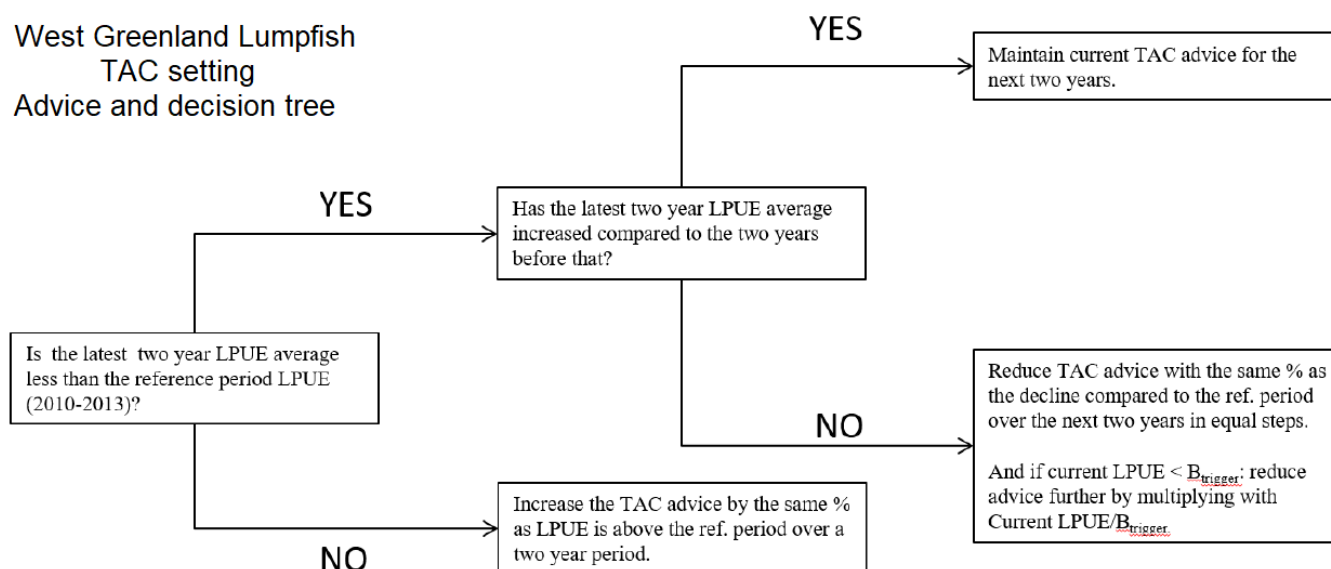 West Greenland Lumpfish
TAC setting
Advice and decision tree
YES
Maintain current TAC advice for the
next two years.
YES
Has the latest two year LPUE average
increased compared to the two years
before that?
Is the latest two year LPUE average
less than the reference period LPUE
(2010-2013)?
NO
Reduce TAC advice with the same % as
the decline compared to the ref. period
over the next two years in equal steps.
And if current LPUE < Btrigger: reduce
advice further by multiplying with
Current LPUE/Btrigger.
Increase the TAC advice by the same %
as LPUE is above the ref. period over a
two year period.
NO